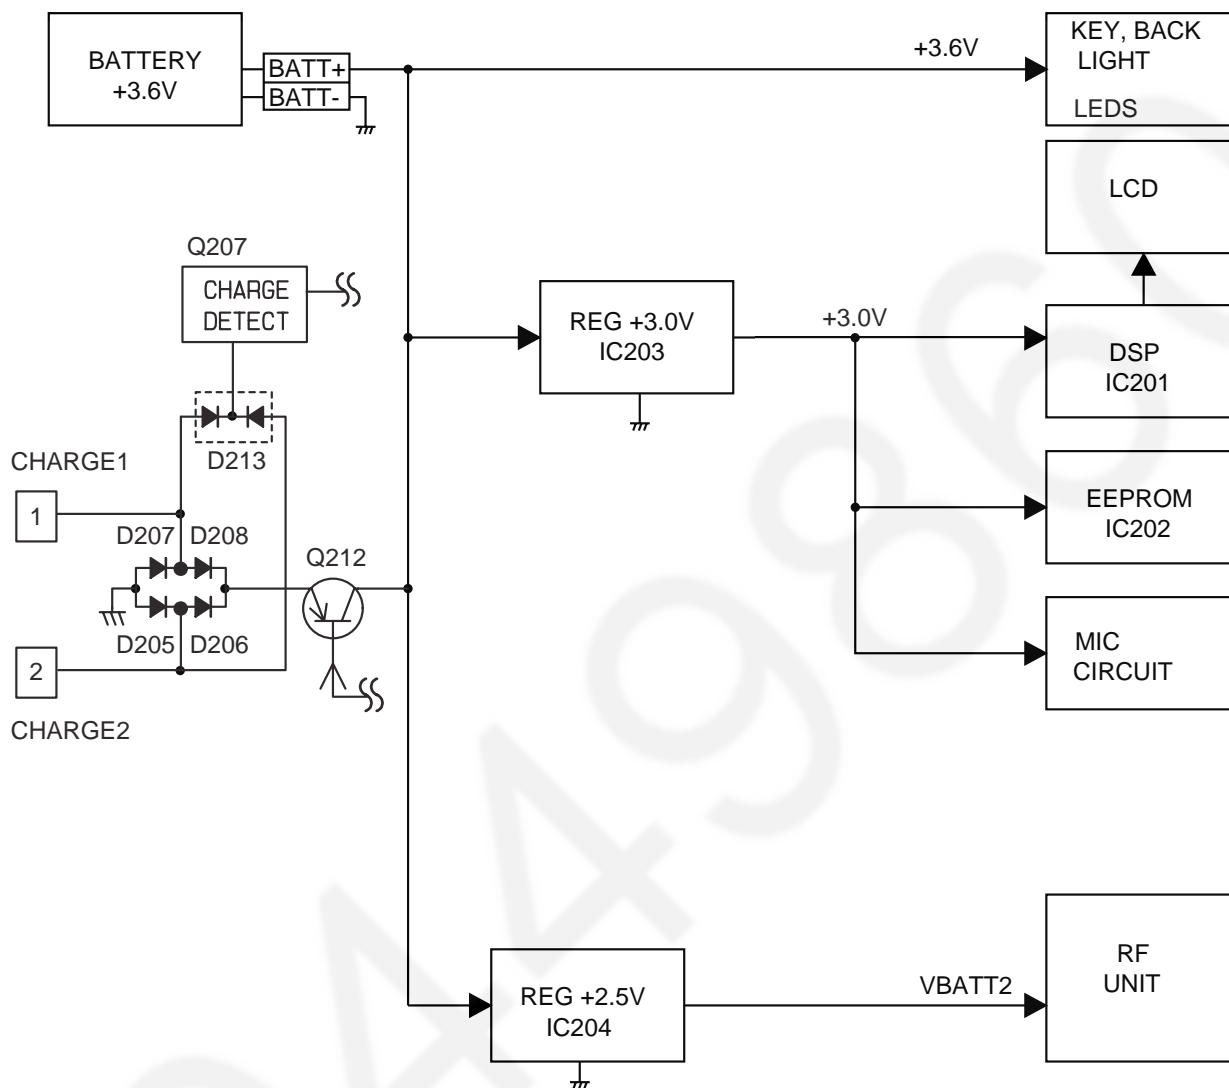 BATTERY
+3.6V
BATT+
BATT-
+3.6V
KEY, BACK
LIGHT
LEDS
LCD
Q207
CHARGE
DETECT
D213
REG +3.0V
IC203
+3.0V
DSP
IC201
CHARGE1
1
D207 D208
D205 D206
2
CHARGE2
Q212
EEPROM
IC202
MIC
CIRCUIT
REG +2.5V
IC204
VBATT2
RF
UNIT